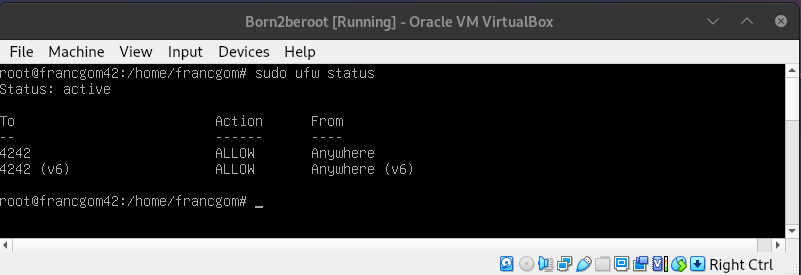 Born2beroot [Running] - Oracle VM VirtualBox
File Machine View Input Devices Help
root@francgom42:/home/francgom# sudo ufw status
Status: active
To                         Action      From
--                         ------      ----
4242                       ALLOW       Anywhere
4242 (v6)                  ALLOW       Anywhere (v6)
root@francgom42:/home/francgom# _
Right Ctrl